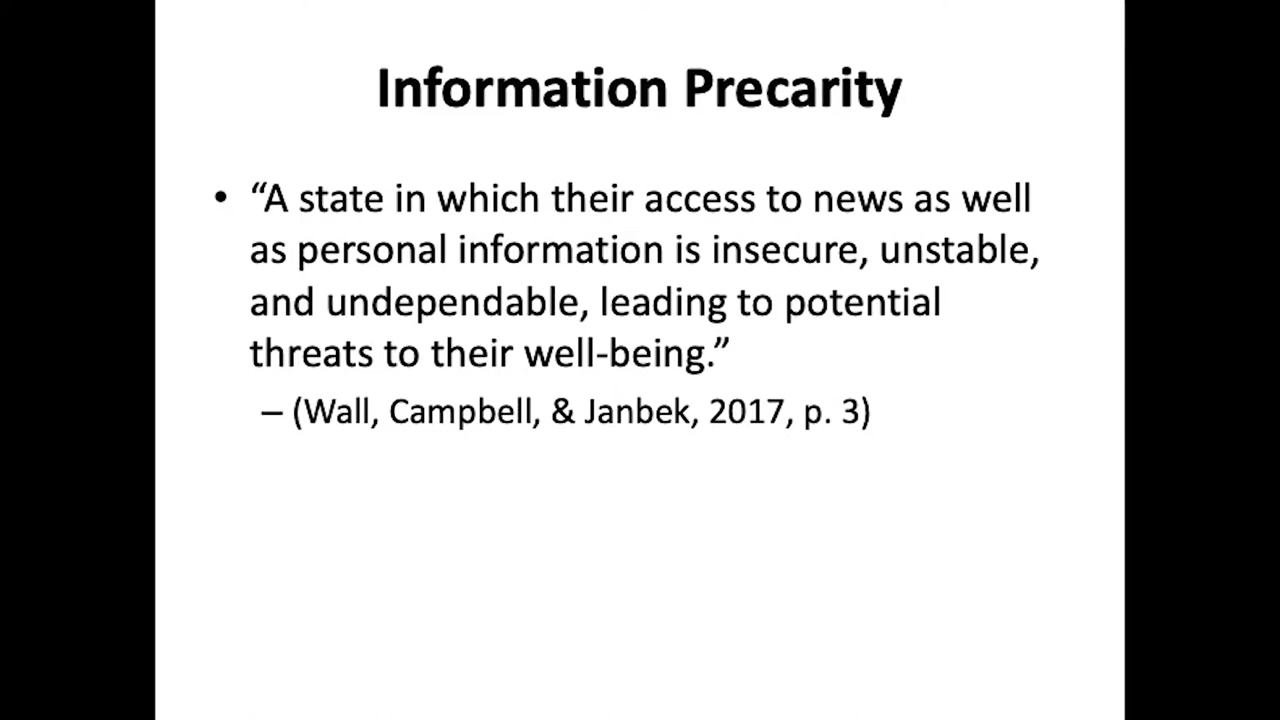 Information Precarity
• “A state in which their access to news as well
as personal information is insecure, unstable,
and undependable, leading to potential
threats to their well-being.”
– (Wall, Campbell, & Janbek, 2017, p. 3)